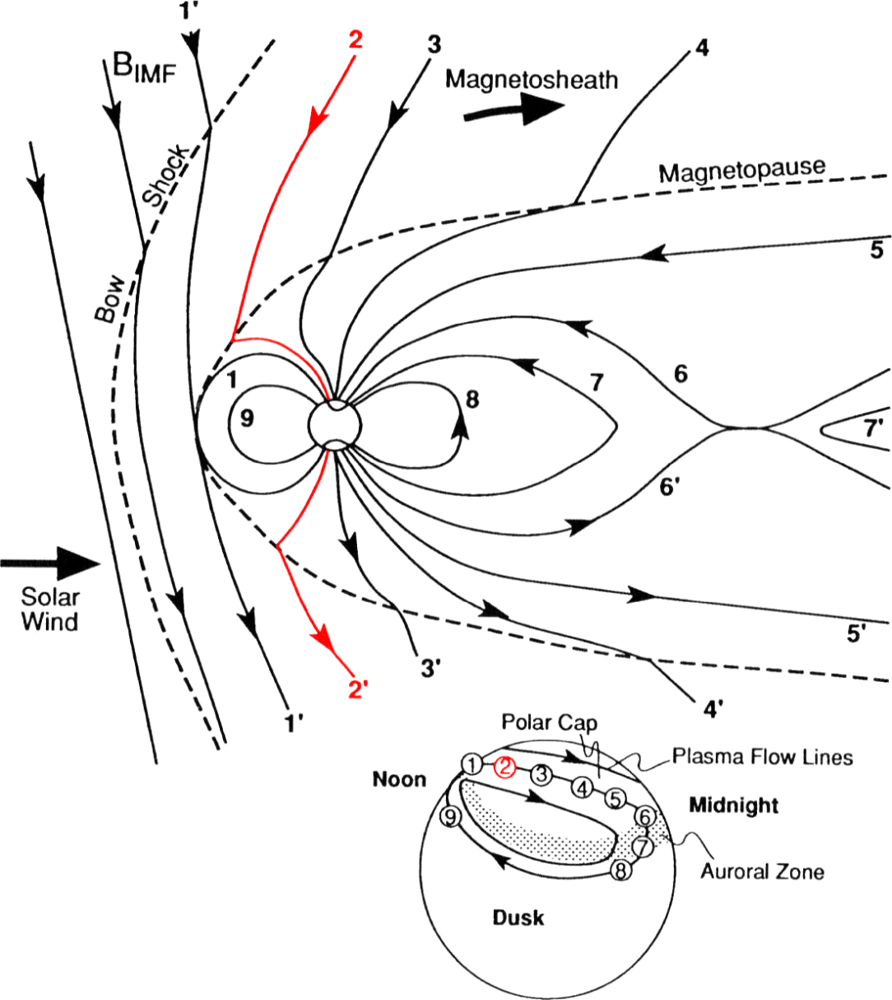 1'
2
3
4
B_IMF
Magnetosheath
Shock
Magnetopause
5
Bow
1
9
8
7
6
7'
6'
Solar
Wind
5'
3'
2'
1'
4'
Polar Cap
Plasma Flow Lines
Noon
1
2
3
4
5
6
Midnight
9
7
8
Auroral Zone
Dusk